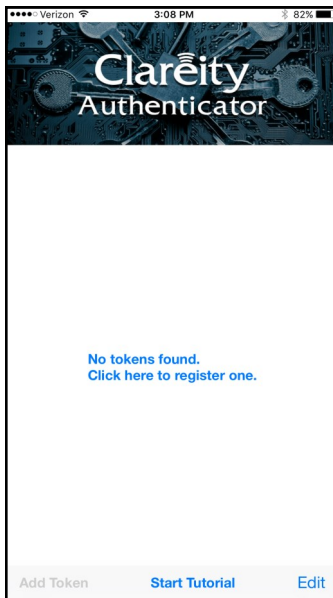 Verizon 3:08 PM 82%
Clareity
Authenticator
No tokens found.
Click here to register one.
Add Token Start Tutorial Edit